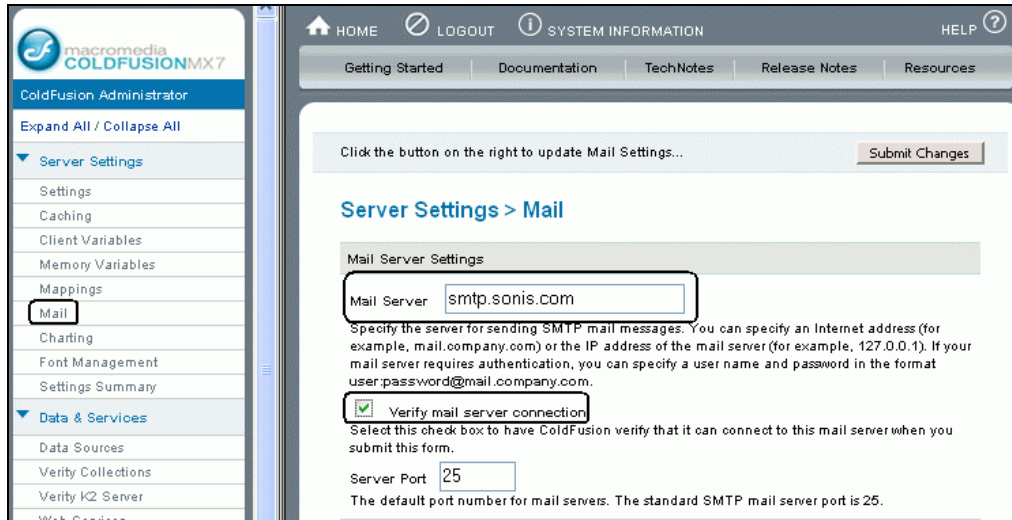 macromedia
COLDFUSION MX7
ColdFusion Administrator
Expand All / Collapse All
Server Settings
Settings
Caching
Client Variables
Memory Variables
Mappings
Mail
Charting
Font Management
Settings Summary
Data & Services
Data Sources
Verity Collections
Verity K2 Server
Web Services
HOME LOGOUT SYSTEM INFORMATION HELP
Getting Started Documentation TechNotes Release Notes Resources
Click the button on the right to update Mail Settings... Submit Changes
Server Settings > Mail
Mail Server Settings
Mail Server smtp.sonis.com
Specify the server for sending SMTP mail messages. You can specify an Internet address (for
example, mail.company.com) or the IP address of the mail server (for example, 127.0.0.1). If your
mail server requires authentication, you can specify a user name and password in the format
user:password@mail.company.com.
Verify mail server connection
Select this check box to have ColdFusion verify that it can connect to this mail server when you
submit this form.
Server Port 25
The default port number for mail servers. The standard SMTP mail server port is 25.